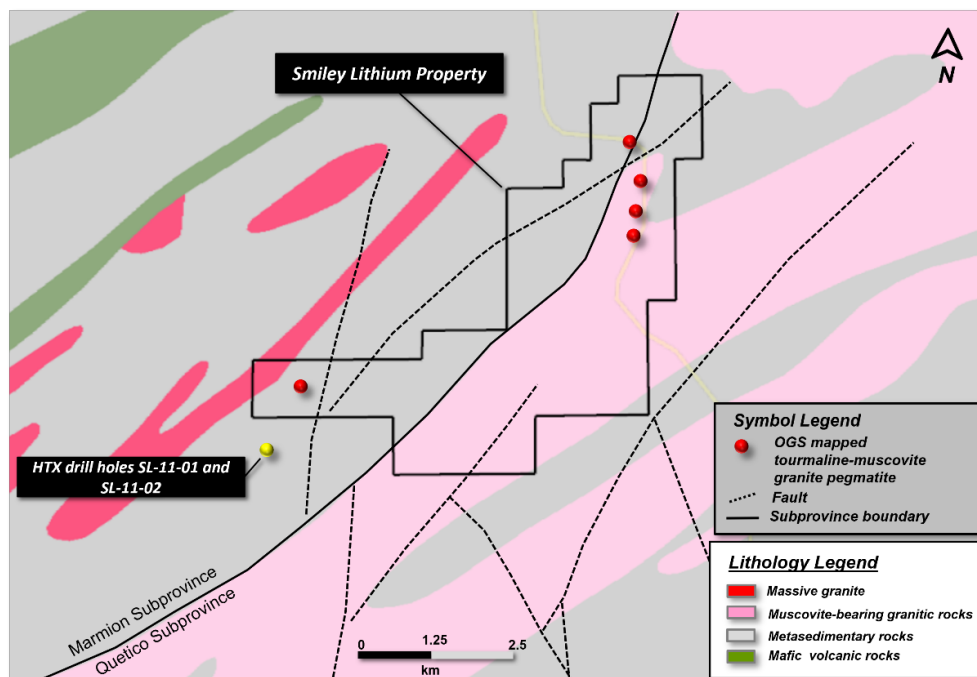 N
Smiley Lithium Property
HTX drill holes SL-11-01 and
SL-11-02
Marmion Subprovince
Quetico Subprovince
0 1.25 2.5
km
Symbol Legend
OGS mapped
tourmaline-muscovite
granite pegmatite
Fault
Subprovince boundary
Lithology Legend
Massive granite
Muscovite-bearing granitic rocks
Metasedimentary rocks
Mafic volcanic rocks